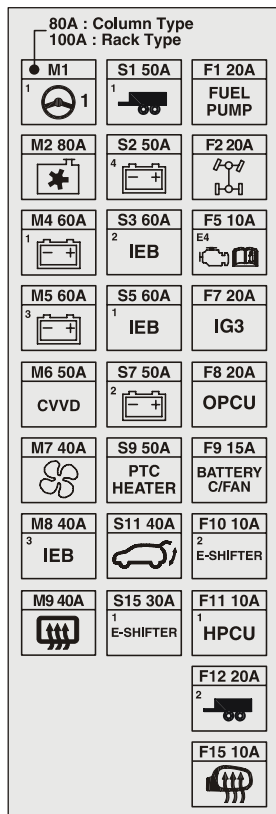 80A : Column Type
100A : Rack Type
M1 S1 50A F1 20A
1 1 1 FUEL
PUMP
M2 80A S2 50A F2 20A
4
M4 60A S3 60A F5 10A
1 - + 2 IEB E4
M5 60A S5 60A F7 20A
3 - + 1 IEB IG3
M6 50A S7 50A F8 20A
CVVD 2 - + OPCU
M7 40A S9 50A F9 15A
PTC BATTERY
HEATER C/FAN
M8 40A S11 40A F10 10A
3 IEB 2 E-SHIFTER
M9 40A S15 30A F11 10A
1 E-SHIFTER 1 HPCU
F12 20A
2
F15 10A